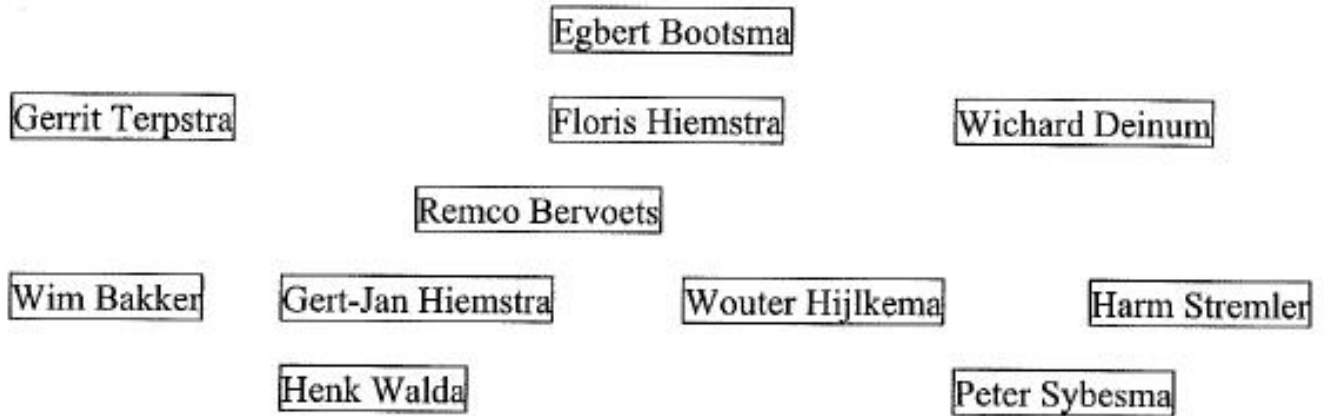 Egbert Bootsma
Gerrit Terpstra Floris Hiemstra Wichard Deinum
Remco Bervoets
Wim Bakker Gert-Jan Hiemstra Wouter Hijlkema Harm Stremler
Henk Walda Peter Sybesma